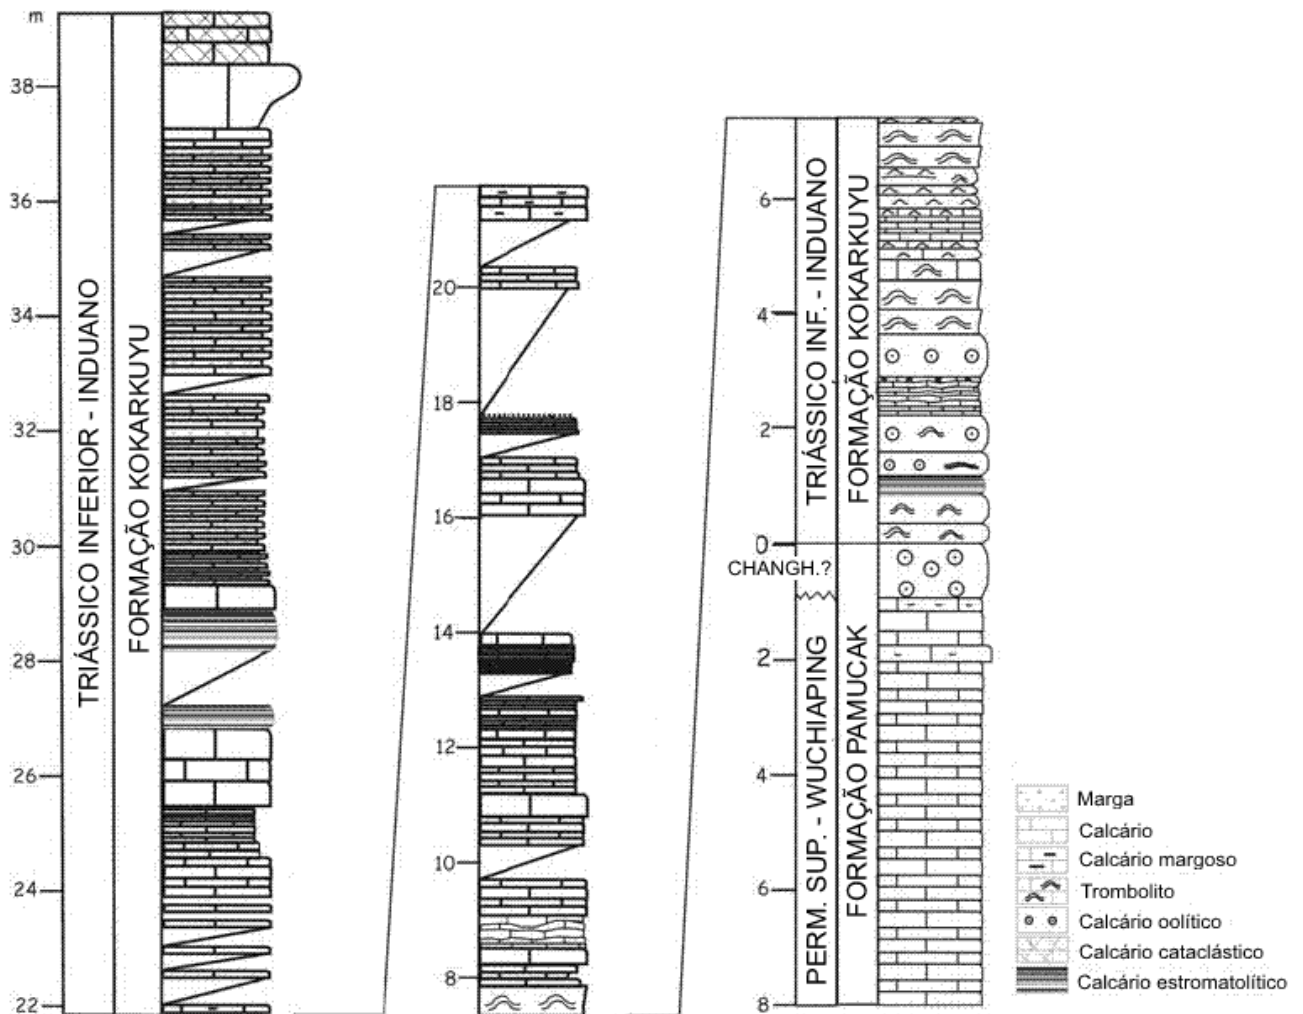 m
38
36
34
32
30
28
26
24
22
TRIÁSSICO INFERIOR - INDUANO
FORMAÇÃO KOKARKUYU
20
18
16
14
12
10
8
6
4
2
0
2
4
6
8
TRIÁSSICO INF. - INDUANO
FORMAÇÃO KOKARKUYU
CHANGH.?
PERM. SUP. - WUCHIAPING
FORMAÇÃO PAMUCAK
Marga
Calcário
Calcário margoso
Trombolito
Calcário oolítico
Calcário cataclástico
Calcário estromatolítico